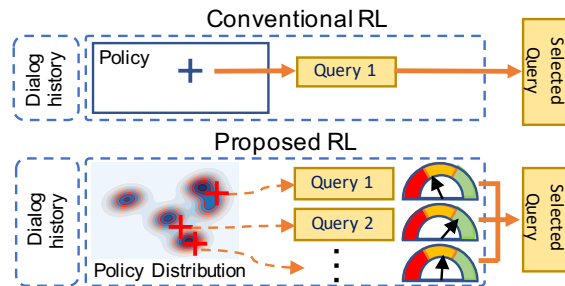 Conventional RL
Dialog
history
Policy
Query 1
Selected
Query
Proposed RL
Dialog
history
Policy Distribution
Query 1
Query 2
Selected
Query